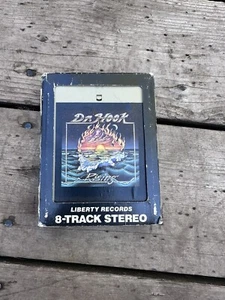 Dr. Hook
Rising
LIBERTY RECORDS
8-TRACK STEREO